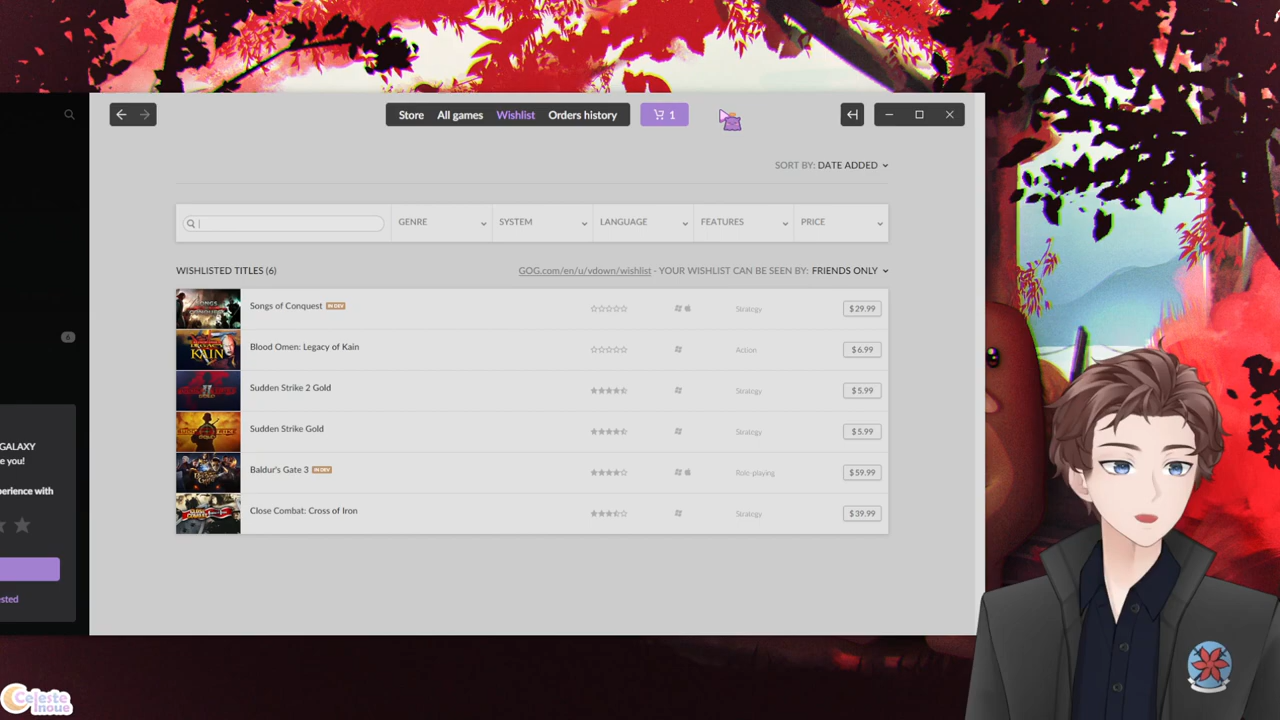 Store All games Wishlist Orders history 1
SORT BY: DATE ADDED
GENRE SYSTEM LANGUAGE FEATURES PRICE
WISHLISTED TITLES (6) GOG.com/en/u/vdown/wishlist - YOUR WISHLIST CAN BE SEEN BY: FRIENDS ONLY
Songs of Conquest IN DEV Strategy $29.99
Blood Omen: Legacy of Kain Action $6.99
Sudden Strike 2 Gold Strategy $5.99
Sudden Strike Gold Strategy $5.99
Baldur's Gate 3 IN DEV Role-playing $59.99
Close Combat: Cross of Iron Strategy $39.99
6
GALAXY
e you!
perience with
sted
Celeste
Inoue